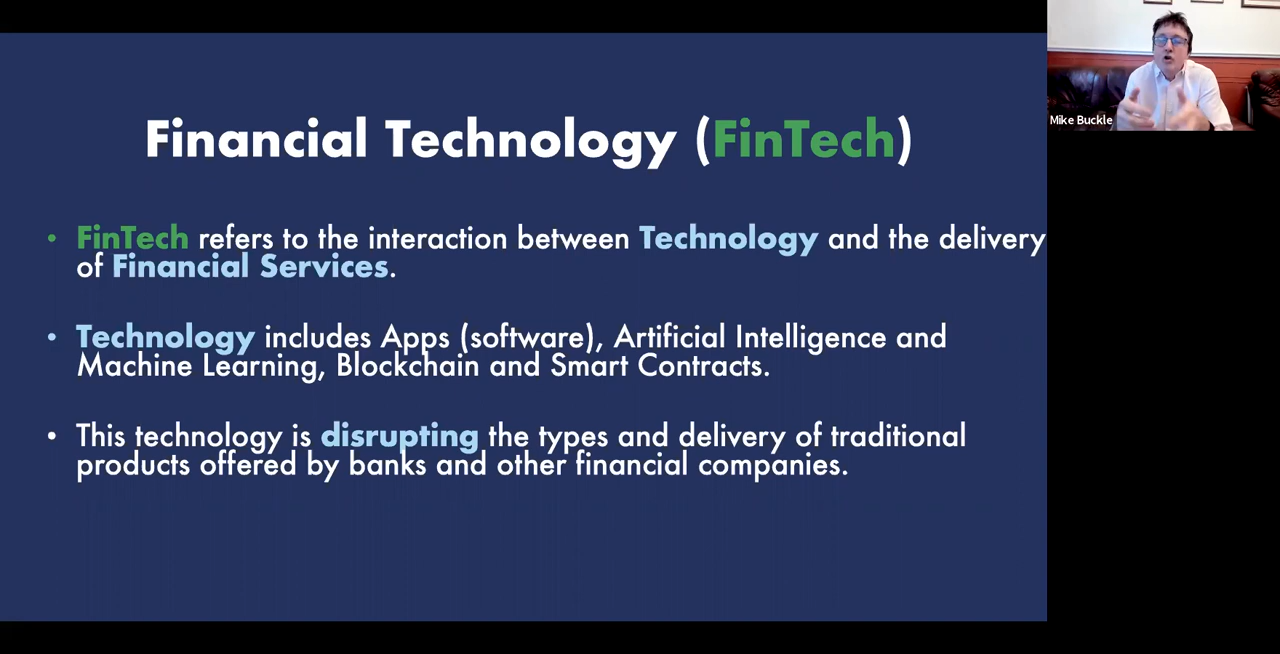 Financial Technology (FinTech)
• FinTech refers to the interaction between Technology and the delivery
of Financial Services.
• Technology includes Apps (software), Artificial Intelligence and
Machine Learning, Blockchain and Smart Contracts.
• This technology is disrupting the types and delivery of traditional
products offered by banks and other financial companies.
Mike Buckle